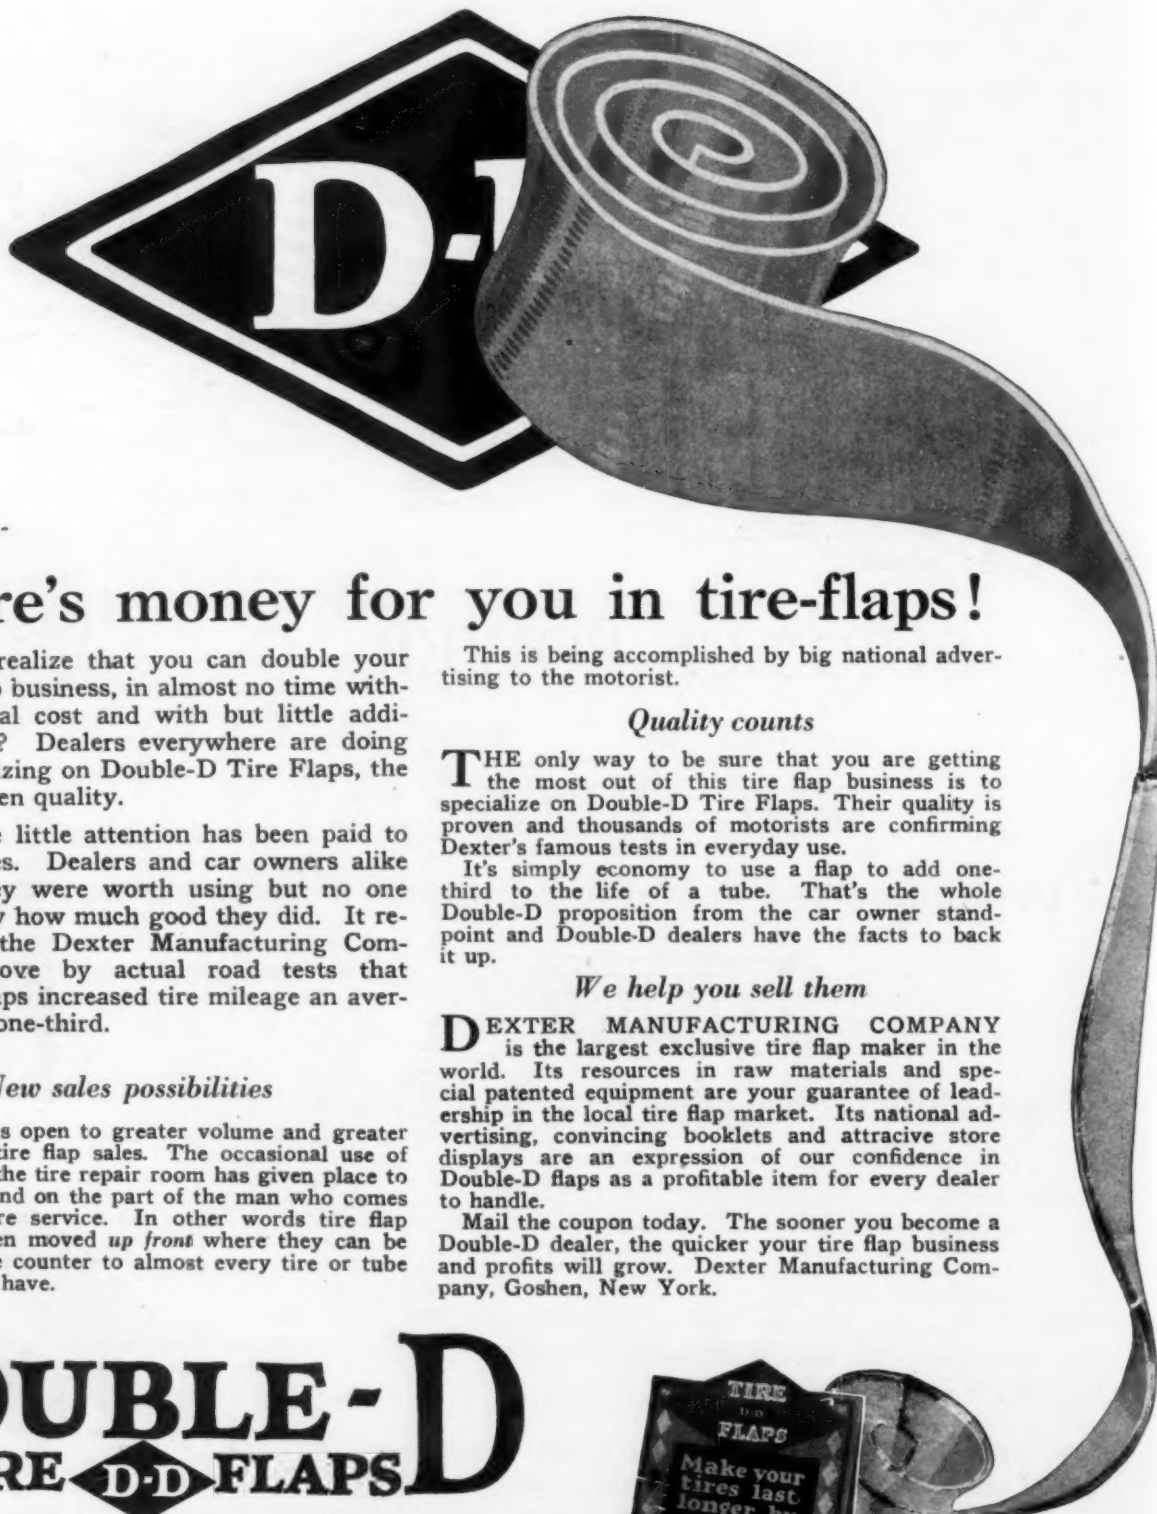 D-
re's money for you in tire-flaps!
realize that you can double your
business, in almost no time with-
al cost and with but little addi-
? Dealers everywhere are doing
izing on Double-D Tire Flaps, the
en quality.
little attention has been paid to
es. Dealers and car owners alike
ey were worth using but no one
how much good they did. It re-
the Dexter Manufacturing Com-
ove by actual road tests that
aps increased tire mileage an aver-
one-third.
New sales possibilities
s open to greater volume and greater
tire flap sales. The occasional use of
the tire repair room has given place to
nd on the part of the man who comes
re service. In other words tire flap
en moved up front where they can be
e counter to almost every tire or tube
have.
This is being accomplished by big national adver-
tising to the motorist.
Quality counts
THE only way to be sure that you are getting
the most out of this tire flap business is to
specialize on Double-D Tire Flaps. Their quality is
proven and thousands of motorists are confirming
Dexter's famous tests in everyday use.
It's simply economy to use a flap to add one-
third to the life of a tube. That's the whole
Double-D proposition from the car owner stand-
point and Double-D dealers have the facts to back
it up.
We help you sell them
DEXTER MANUFACTURING COMPANY
is the largest exclusive tire flap maker in the
world. Its resources in raw materials and spe-
cial patented equipment are your guarantee of lead-
ership in the local tire flap market. Its national ad-
vertising, convincing booklets and attracive store
displays are an expression of our confidence in
Double-D flaps as a profitable item for every dealer
to handle.
Mail the coupon today. The sooner you become a
Double-D dealer, the quicker your tire flap business
and profits will grow. Dexter Manufacturing Com-
pany, Goshen, New York.
OUBLE-D
RE D-D FLAPS
TIRE
D-D
FLAPS
Make your
tires last
longer by